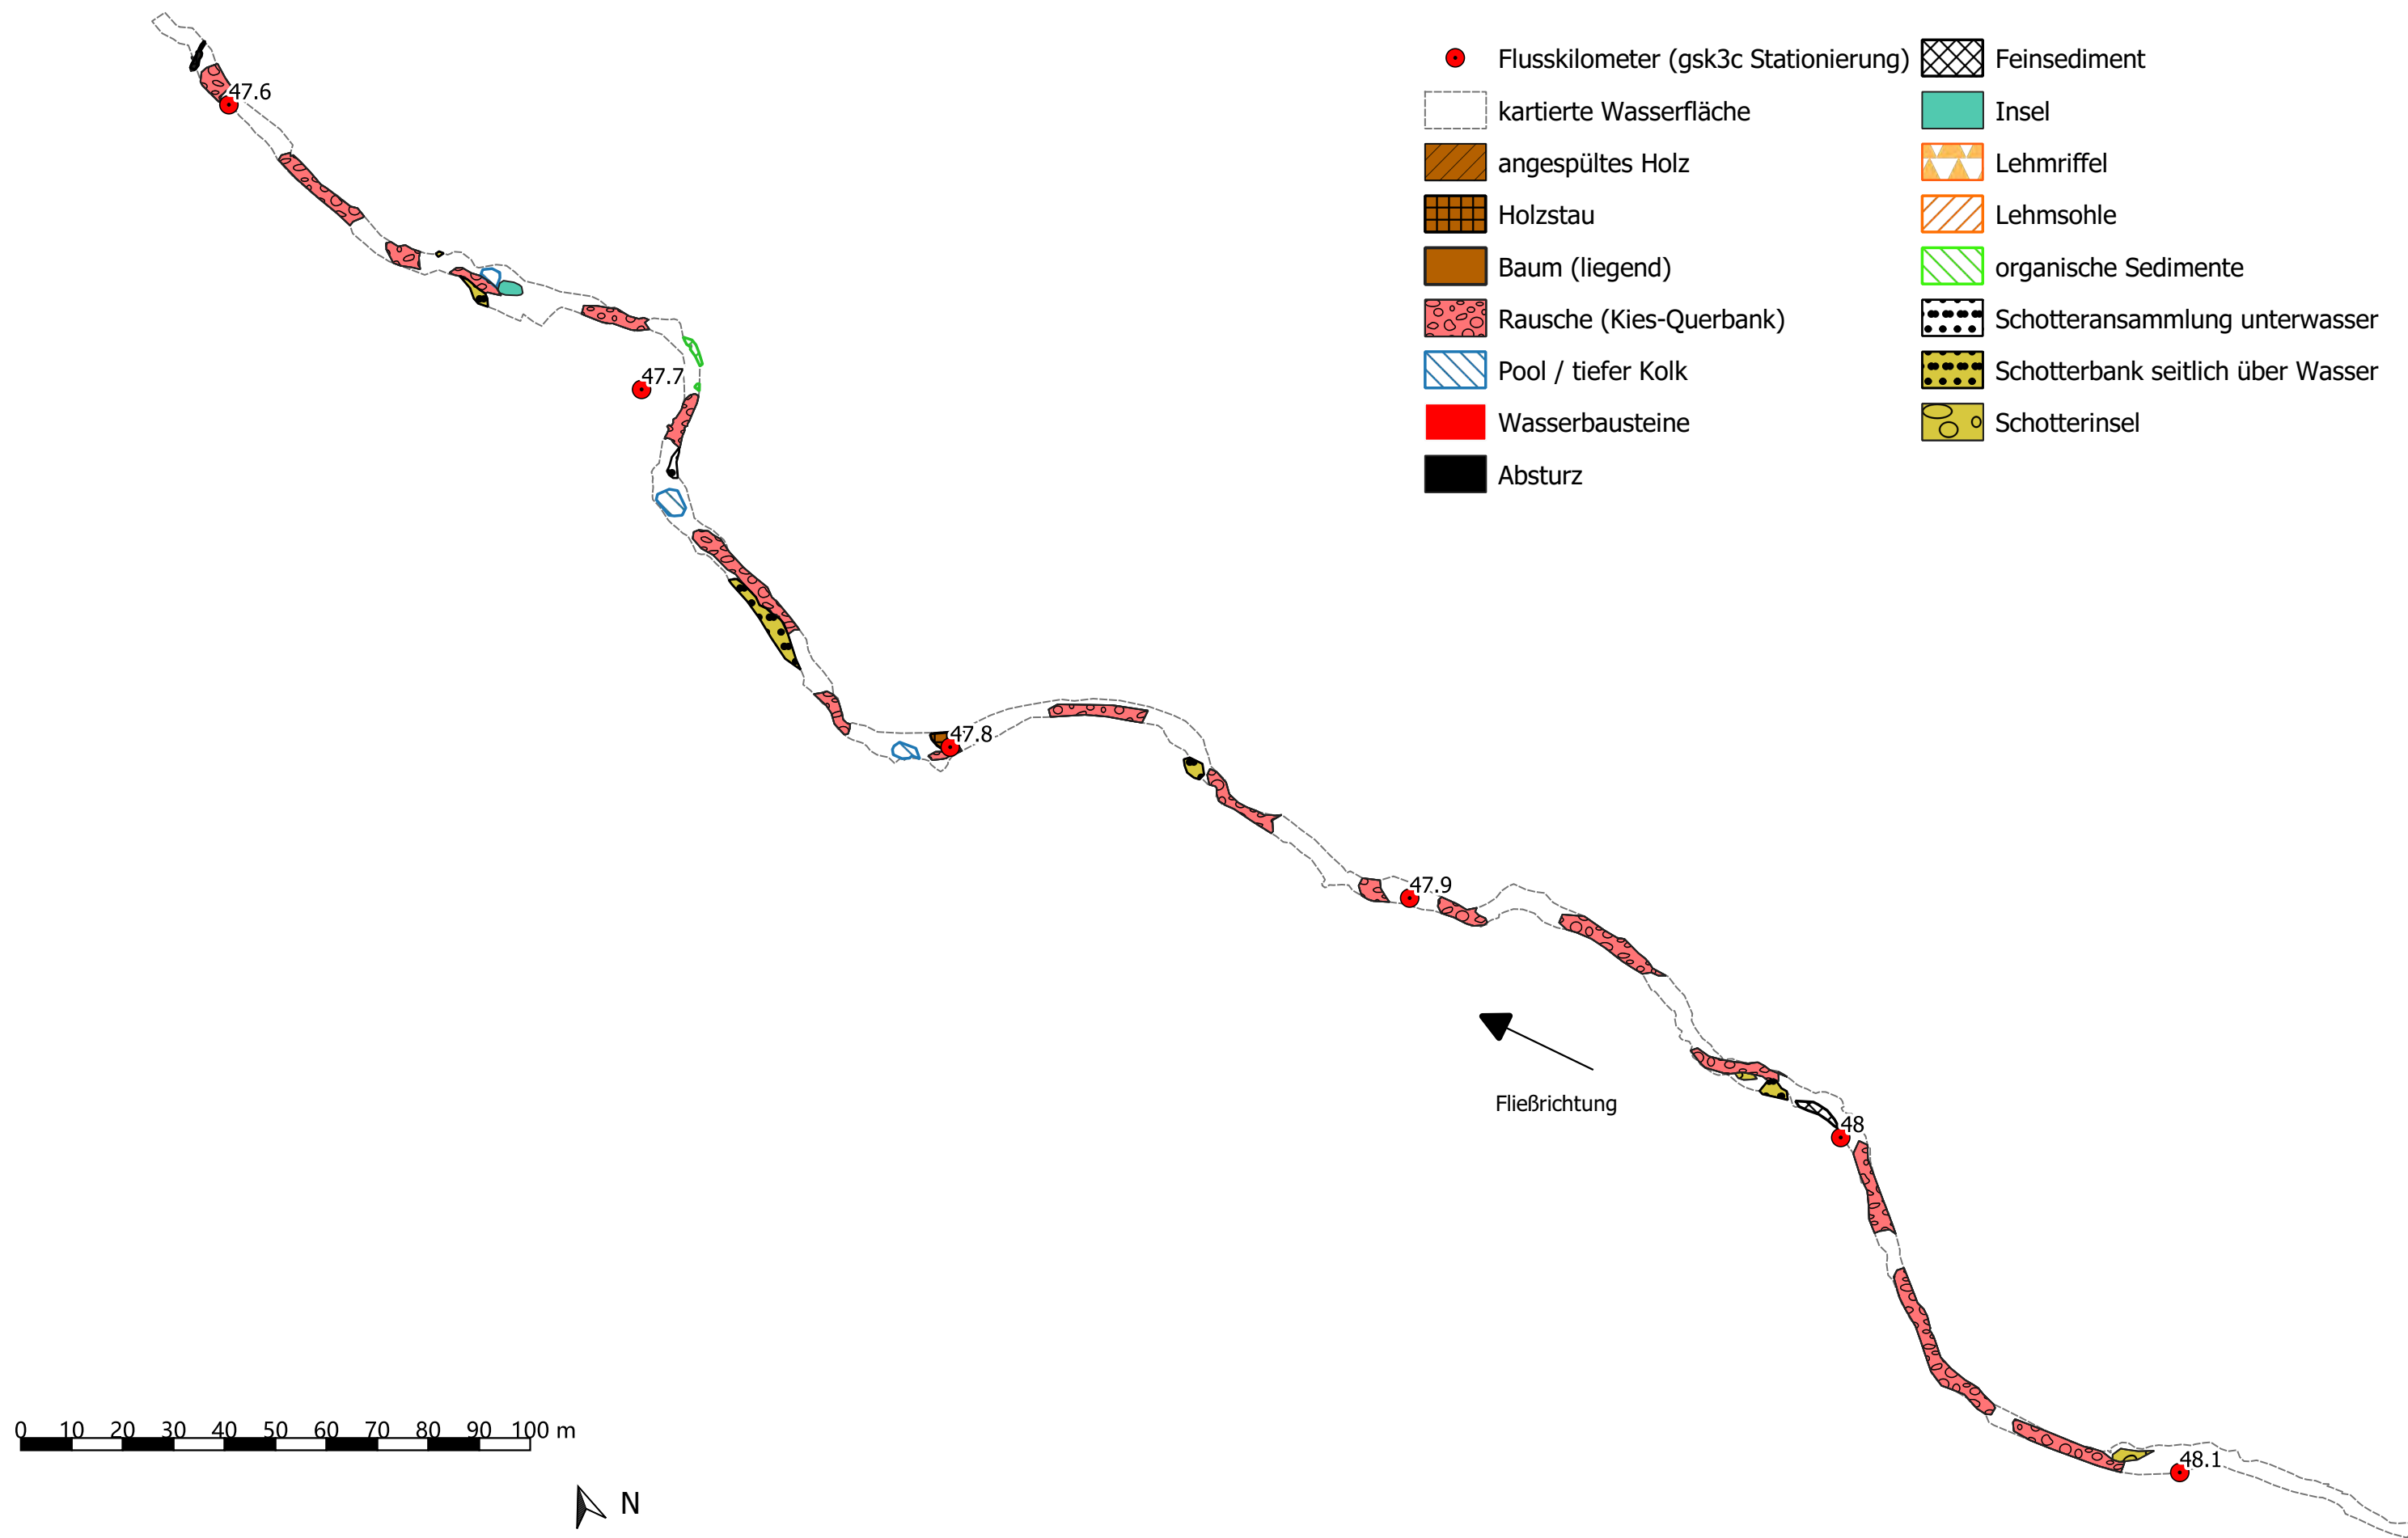 Flusskilometer (gsk3c Stationierung)
kartierte Wasserfläche
angespültes Holz
Holzstau
Baum (liegend)
Rausche (Kies-Querbank)
Pool / tiefer Kolk
Wasserbausteine
Absturz
Feinsediment
Insel
Lehmriffel
Lehmsohle
organische Sedimente
Schotteransammlung unterwasser
Schotterbank seitlich über Wasser
Schotterinsel
47.6
47.7
47.8
47.9
48
48.1
Fließrichtung
0 10 20 30 40 50 60 70 80 90 100 m
N